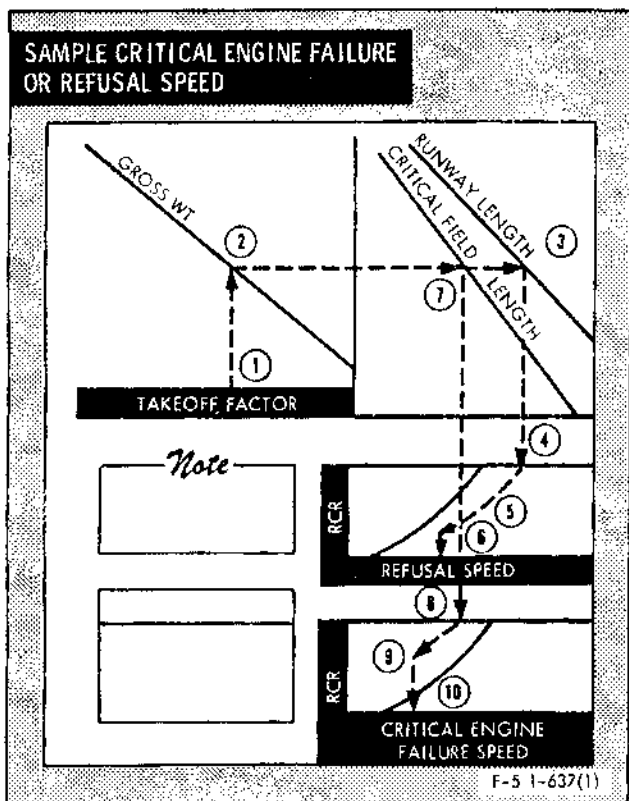 SAMPLE CRITICAL ENGINE FAILURE
OR REFUSAL SPEED
GROSS WT
CRITICAL FIELD LENGTH
RUNWAY LENGTH
2
3
7
1
TAKEOFF FACTOR
4
Note
RCR
5
6
REFUSAL SPEED
8
RCR
9
10
CRITICAL ENGINE
FAILURE SPEED
F-5 1-637(1)